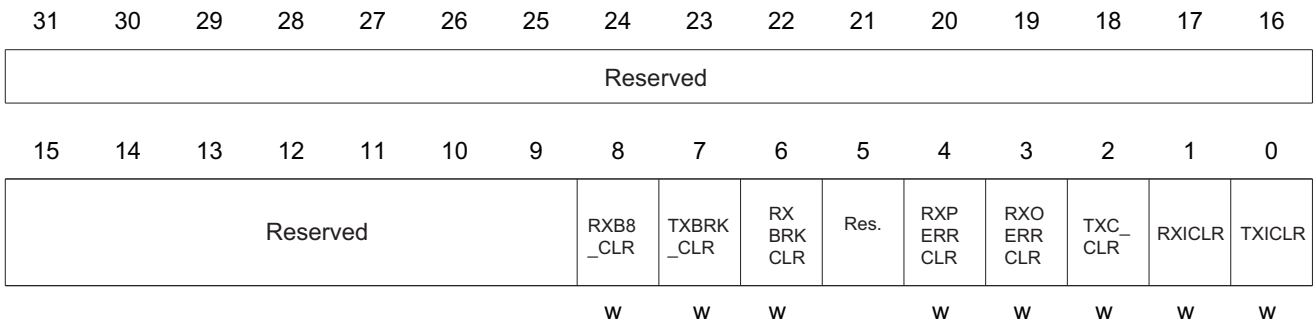 31 30 29 28 27 26 25 24 23 22 21 20 19 18 17 16
Reserved
15 14 13 12 11 10 9 8 7 6 5 4 3 2 1 0
Reserved
RXB8
_CLR
TXBRK
_CLR
RX
BRK
CLR
Res.
RXP
ERR
CLR
RXO
ERR
CLR
TXC_
CLR
RXICLR
TXICLR
w w w w w w w w